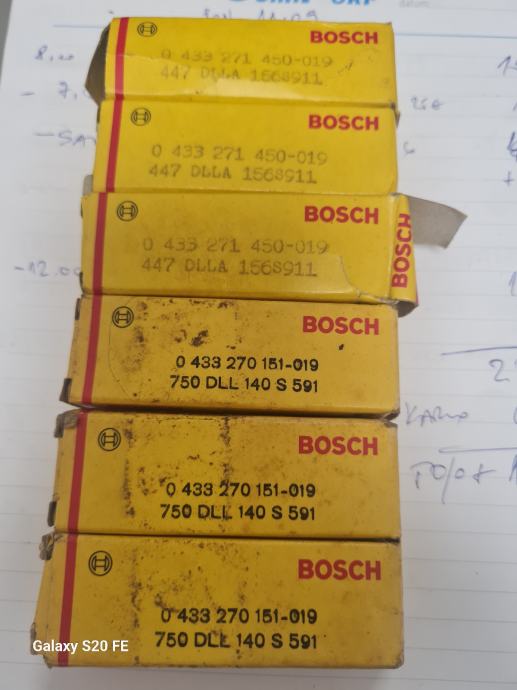 BOSCH
0 433 271 450-019
447 DLLA 156S911
BOSCH
0 433 271 450-019
447 DLLA 156S911
BOSCH
0 433 271 450-019
447 DLLA 156S911
BOSCH
BOSCH
0 433 270 151-019
750 DLL 140 S 591
BOSCH
0 433 270 151-019
750 DLL 140 S 591
BOSCH
0 433 270 151-019
750 DLL 140 S 591
Galaxy S20 FE